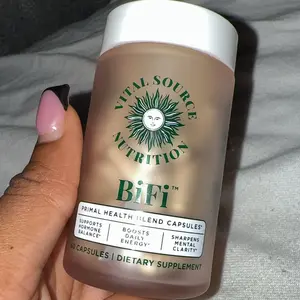 VITAL SOURCE
NUTRITION
BiFi™
PRIMAL HEALTH BLEND CAPSULES†
SUPPORTS
HORMONE
BALANCE†
BOOSTS
DAILY
ENERGY†
SHARPENS
MENTAL
CLARITY†
CAPSULES | DIETARY SUPPLEMENT